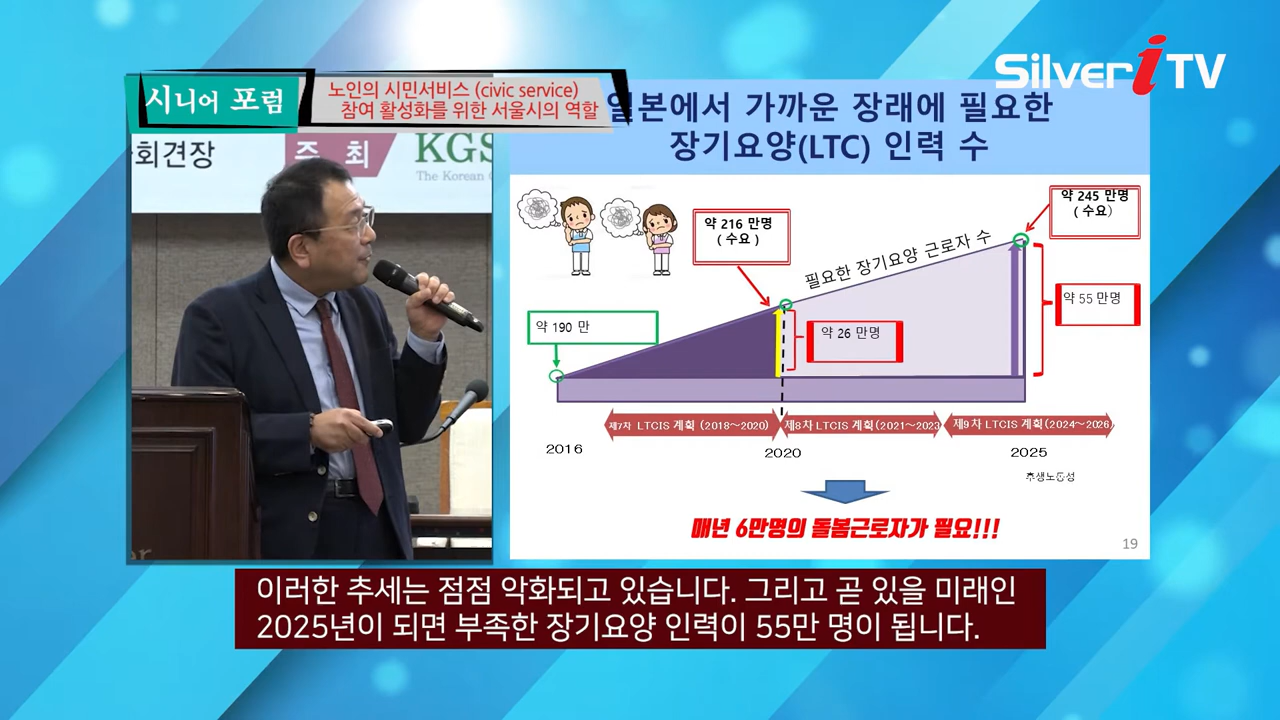 Silver i TV
시니어 포럼
노인의 시민서비스 (civic service)
참여 활성화를 위한 서울시의 역할
회견장
주 최
KGS
The Korean
일본에서 가까운 장래에 필요한
장기요양(LTC) 인력 수
약 216 만명
( 수요 )
약 245 만명
( 수요)
필요한 장기요양 근로자 수
약 190 만
약 26 만명
약 55 만명
제7차 LTCIS 계획 (2018~2020)
제8차 LTCIS 계획(2021~2023
제9차 LTCIS 계획(2024~2026)
2016
2020
2025
후생노동성
매년 6만명의 돌봄근로자가 필요!!!
19
이러한 추세는 점점 악화되고 있습니다. 그리고 곧 있을 미래인
2025년이 되면 부족한 장기요양 인력이 55만 명이 됩니다.